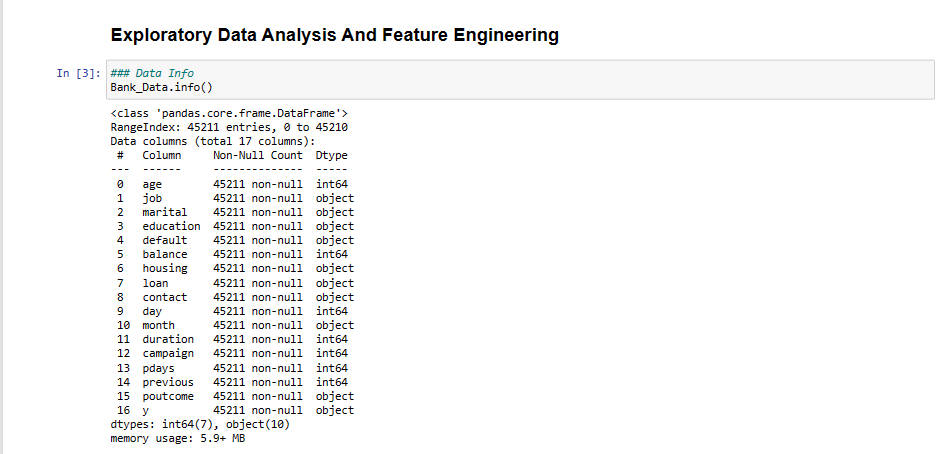 Exploratory Data Analysis And Feature Engineering
In [3]: ### Data Info
Bank_Data.info()
<class 'pandas.core.frame.DataFrame'>
RangeIndex: 45211 entries, 0 to 45210
Data columns (total 17 columns):
 #   Column     Non-Null Count  Dtype
---  ------     --------------  -----
 0   age        45211 non-null  int64
 1   job        45211 non-null  object
 2   marital    45211 non-null  object
 3   education  45211 non-null  object
 4   default    45211 non-null  object
 5   balance    45211 non-null  int64
 6   housing    45211 non-null  object
 7   loan       45211 non-null  object
 8   contact    45211 non-null  object
 9   day        45211 non-null  int64
 10  month      45211 non-null  object
 11  duration   45211 non-null  int64
 12  campaign   45211 non-null  int64
 13  pdays      45211 non-null  int64
 14  previous   45211 non-null  int64
 15  poutcome   45211 non-null  object
 16  y          45211 non-null  object
dtypes: int64(7), object(10)
memory usage: 5.9+ MB